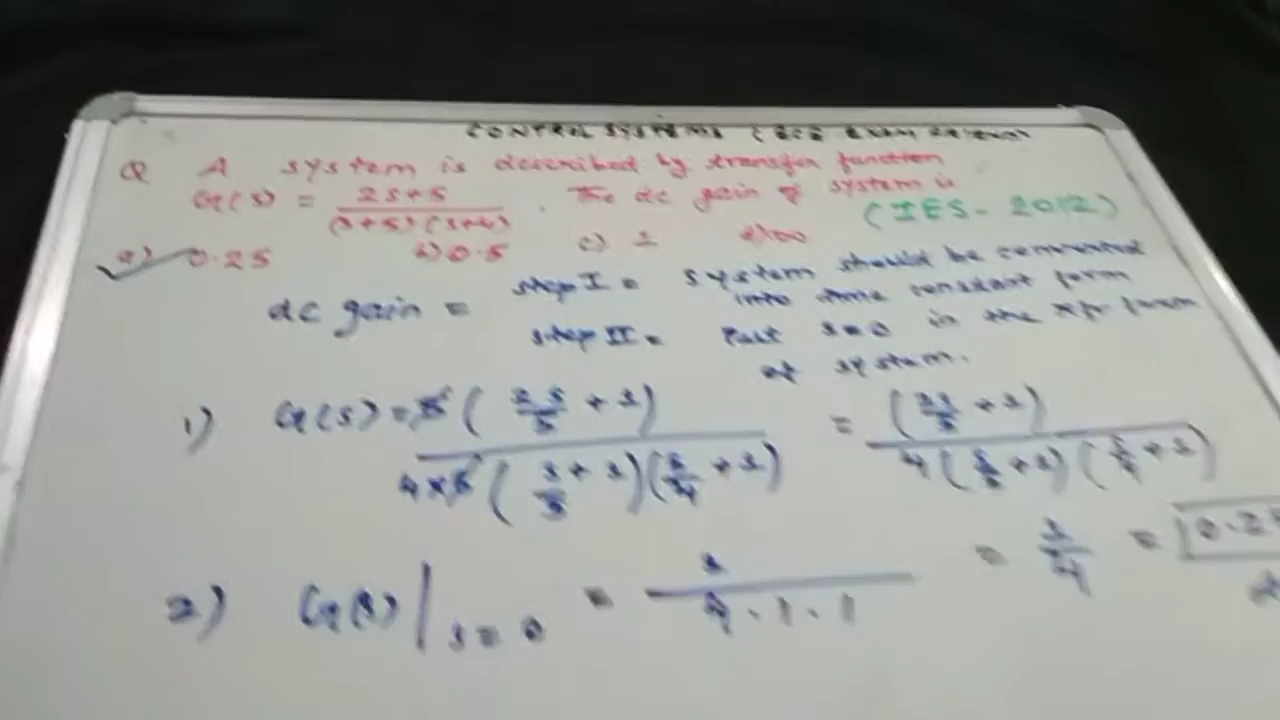 CONTROL SYSTEMS (
Q A system is described by transfer function
G(s) = 2s+5 / (s+5)(s+4) . The dc gain of system is
(IES - 2012)
a) 0.25 b) 0.5 c) 1 d) ∞
dc gain = step I = system should be converted
into time constant form
step II = Put s=0 in the form
of system.
1) G(s) = 5(2s/5 + 1) / 4×5(s/5 + 1)(s/4 + 1) = (2s/5 + 1) / 4(s/5 + 1)(s/4 + 1)
2) G(s)|s=0 = 1 / 4.1.1 = 1/4 = 0.25